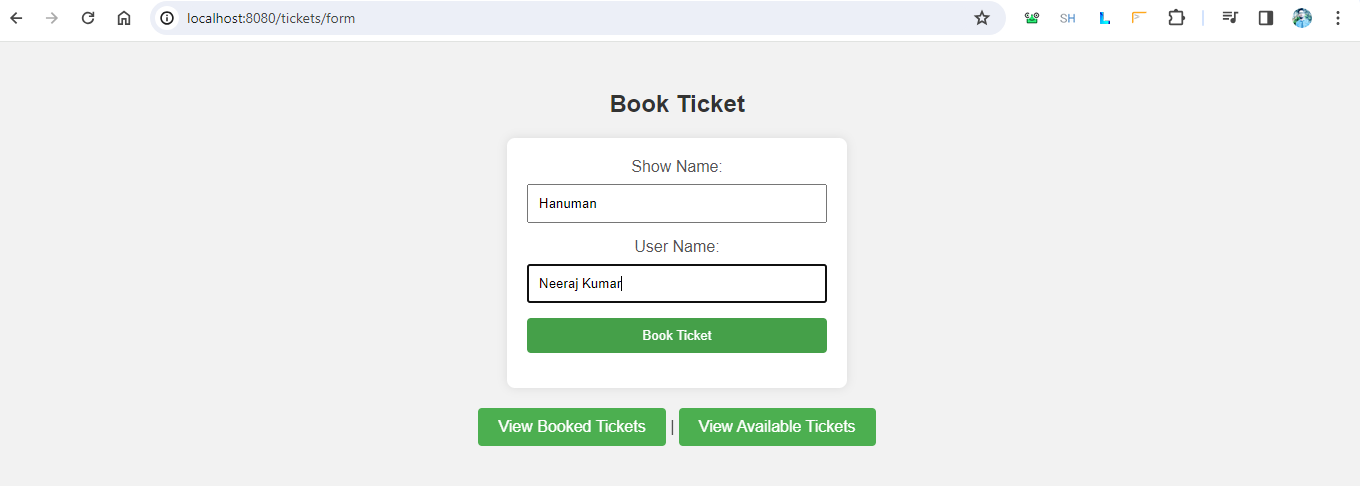 localhost:8080/tickets/form
SH
Book Ticket
Show Name:
Hanuman
User Name:
Neeraj Kumar
Book Ticket
View Booked Tickets | View Available Tickets